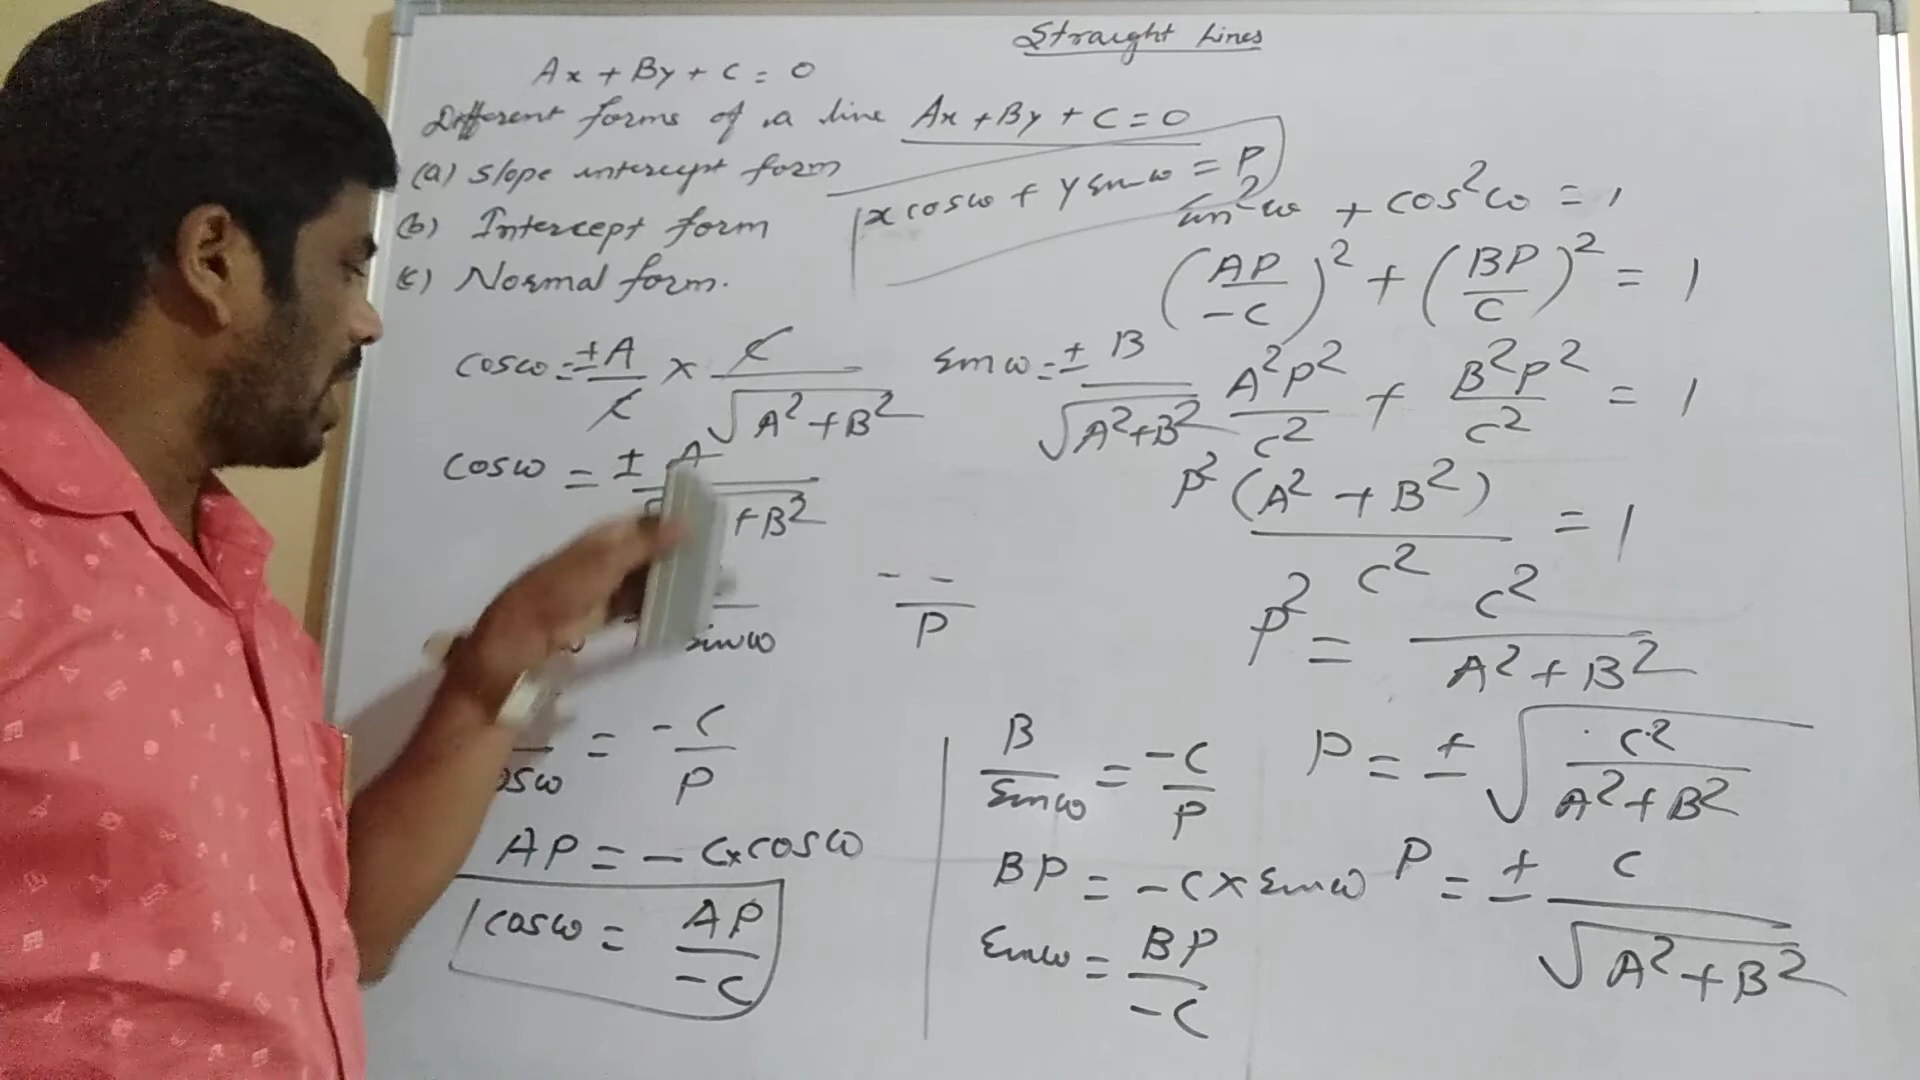 Straight Lines
Ax + By + C = 0
Different forms of a line Ax + By + C = 0
(a) Slope intercept form
x cosω + y sinω = P
(b) Intercept form
(c) Normal form.
sin²ω + cos²ω = 1
(AP/-C)² + (BP/C)² = 1
cosω = ±A/C × C/√A²+B²
sinω = ± B/√A²+B²
A²P²/C² + B²P²/C² = 1
cosω = ± A/ +B²
P²(A² + B²)/C² = 1
sinω
- -/P
P² = C²/A²+B²
osω = -C/P
B/sinω = -C/P
P = ± √C²/A²+B²
AP = -C×cosω
BP = -C×sinω
P = ± C/√A²+B²
cosω = AP/-C
sinω = BP/-C